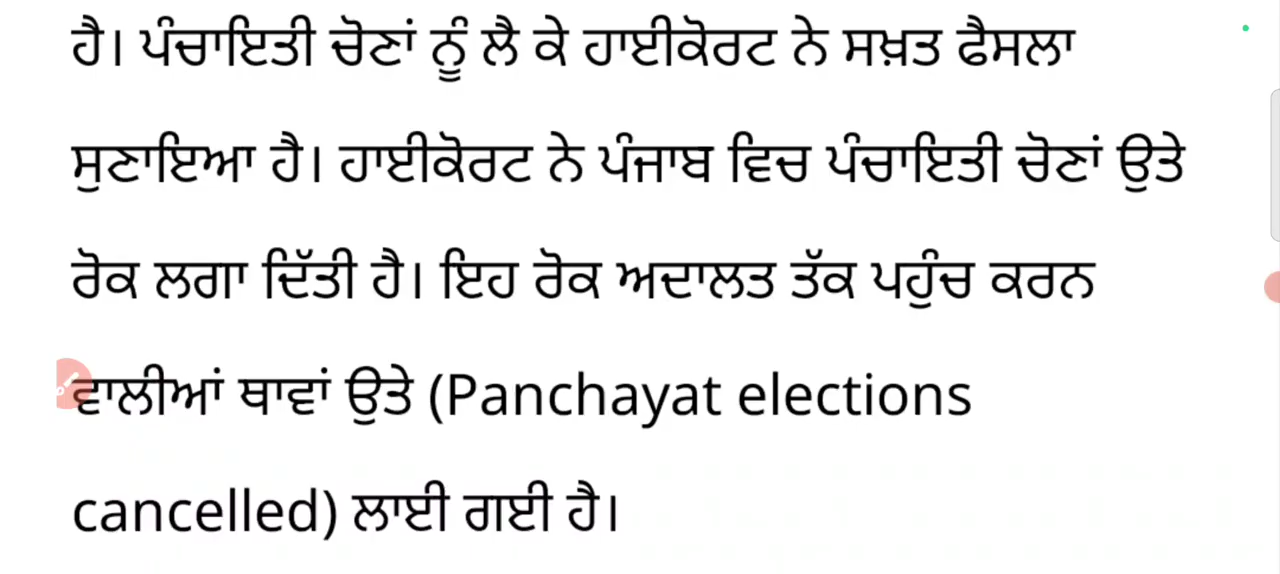 ਹੈ। ਪੰਚਾਇਤੀ ਚੋਣਾਂ ਨੂੰ ਲੈ ਕੇ ਹਾਈਕੋਰਟ ਨੇ ਸਖ਼ਤ ਫੈਸਲਾ
ਸੁਣਾਇਆ ਹੈ। ਹਾਈਕੋਰਟ ਨੇ ਪੰਜਾਬ ਵਿਚ ਪੰਚਾਇਤੀ ਚੋਣਾਂ ਉਤੇ
ਰੋਕ ਲਗਾ ਦਿੱਤੀ ਹੈ। ਇਹ ਰੋਕ ਅਦਾਲਤ ਤੱਕ ਪਹੁੰਚ ਕਰਨ
ਵਾਲੀਆਂ ਥਾਵਾਂ ਉਤੇ (Panchayat elections
cancelled) ਲਾਈ ਗਈ ਹੈ।